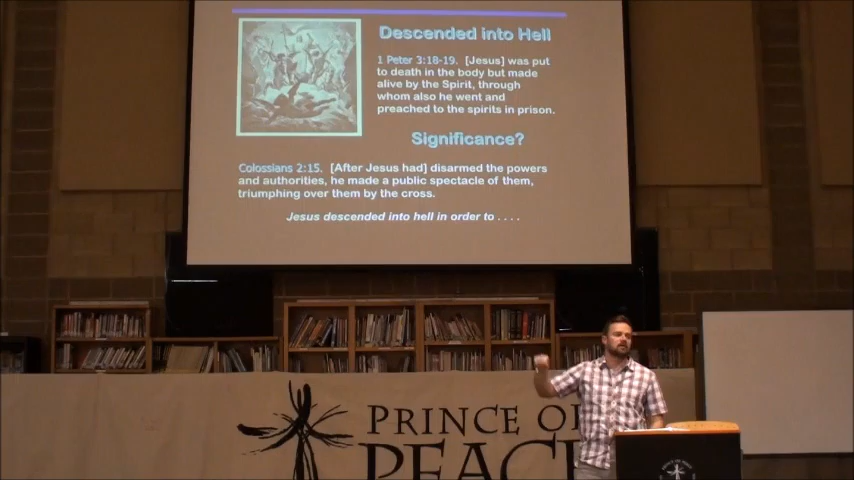 Descended into Hell
1 Peter 3:18-19. [Jesus] was put
to death in the body but made
alive by the Spirit, through
whom also he went and
preached to the spirits in prison.
Significance?
Colossians 2:15. [After Jesus had] disarmed the powers
and authorities, he made a public spectacle of them,
triumphing over them by the cross.
Jesus descended into hell in order to . . . .
PRINCE O
PEAC